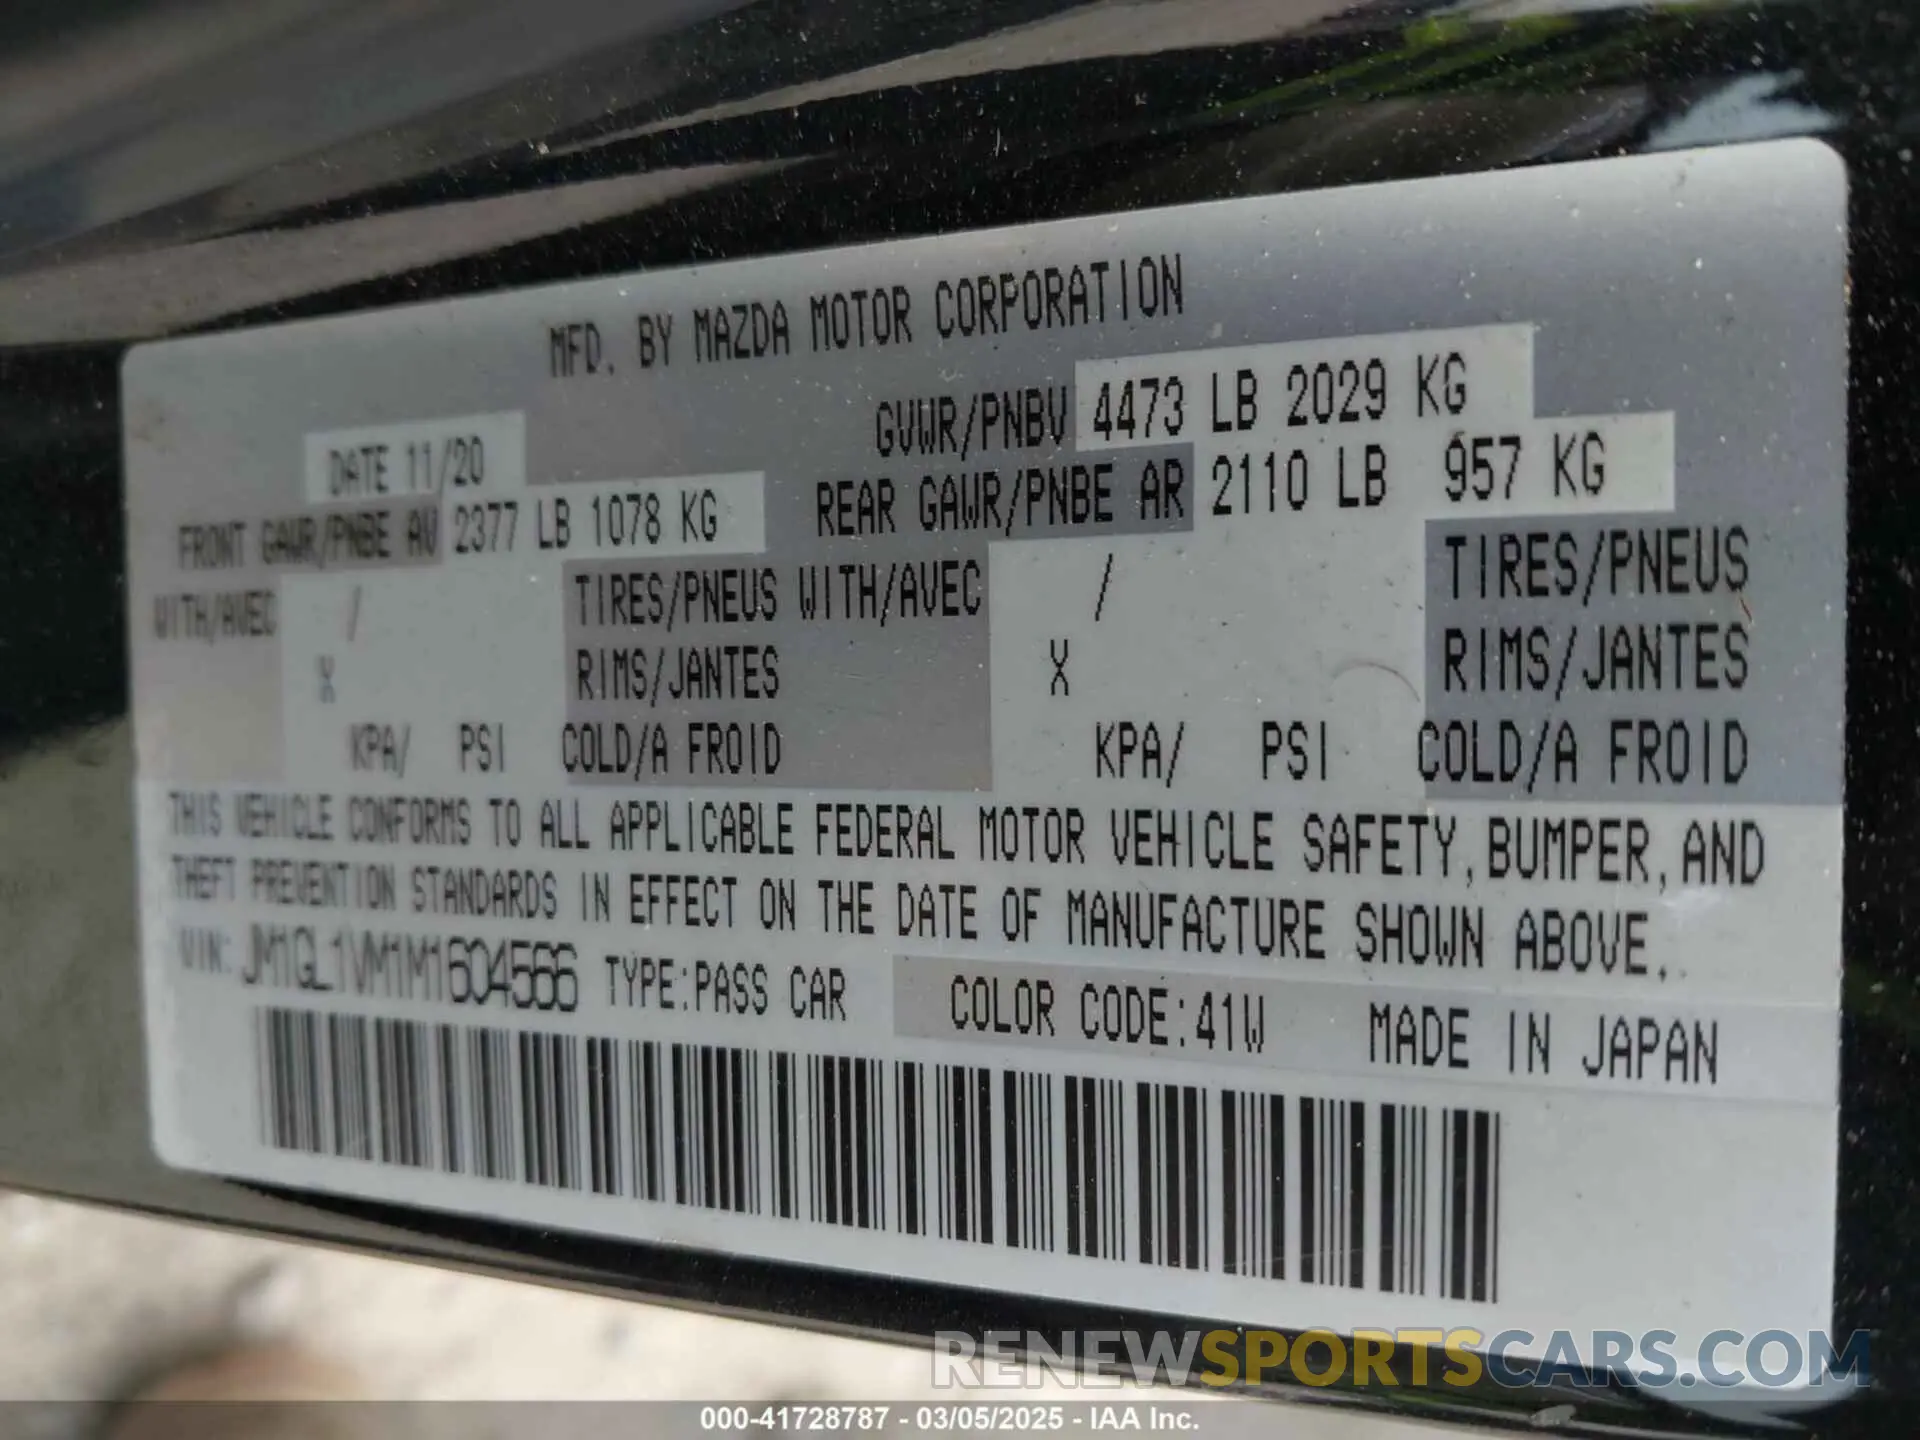 MFD. BY MAZDA MOTOR CORPORATION
DATE 11/20 GVWR/PNBV 4473 LB 2029 KG
FRONT GAWR/PNBE AV 2377 LB 1078 KG REAR GAWR/PNBE AR 2110 LB 957 KG
WITH/AVEC / TIRES/PNEUS WITH/AVEC / TIRES/PNEUS
X RIMS/JANTES X RIMS/JANTES
KPA/ PSI COLD/A FROID KPA/ PSI COLD/A FROID
THIS VEHICLE CONFORMS TO ALL APPLICABLE FEDERAL MOTOR VEHICLE SAFETY,BUMPER,AND
THEFT PREVENTION STANDARDS IN EFFECT ON THE DATE OF MANUFACTURE SHOWN ABOVE.
VIN: JM1GL1VM1M1604566 TYPE:PASS CAR COLOR CODE:41W MADE IN JAPAN
RENEWSPORTSCARS.COM
000-41728787 - 03/05/2025 - IAA Inc.